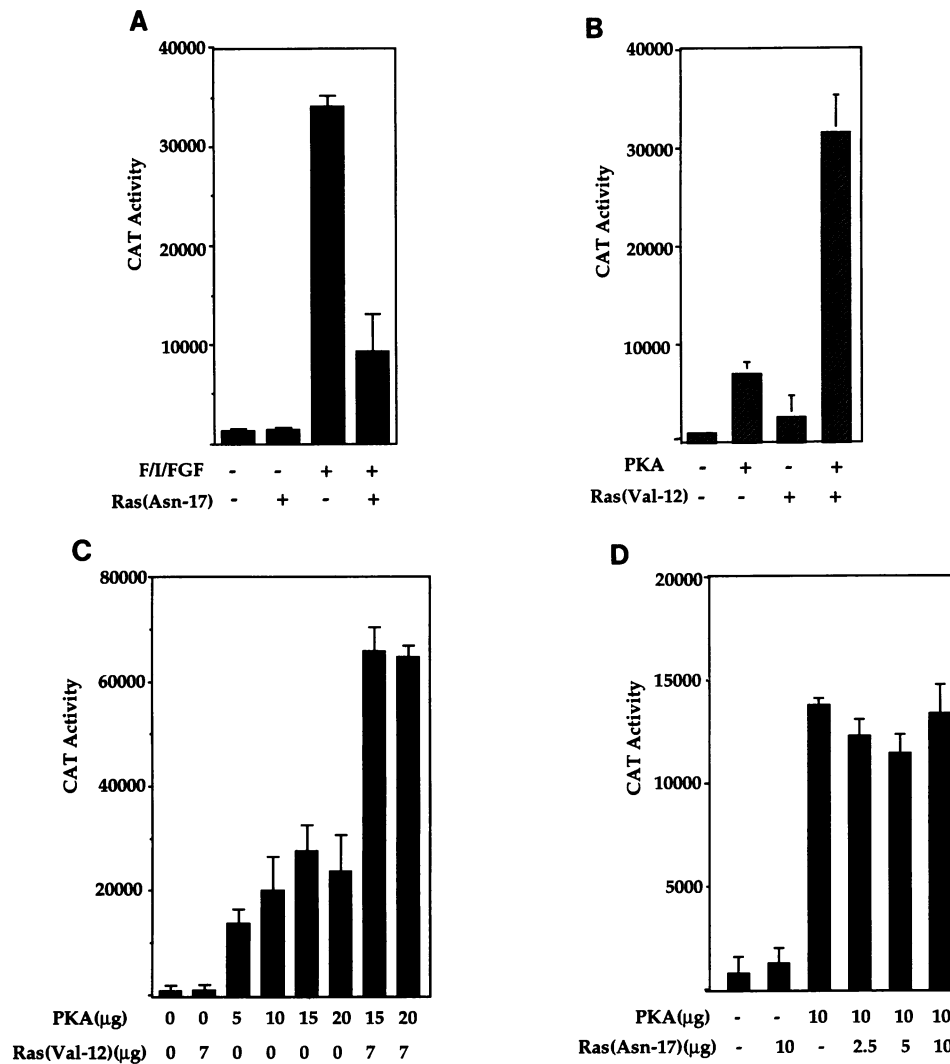 A
40000
30000
20000
10000
CAT Activity
F/I/FGF - - + +
Ras(Asn-17) - + - +
B
40000
30000
20000
10000
CAT Activity
PKA - + - +
Ras(Val-12) - - + +
C
80000
60000
40000
20000
CAT Activity
PKA(µg) 0 0 5 10 15 20 15 20
Ras(Val-12)(µg) 0 7 0 0 0 0 7 7
D
20000
15000
10000
5000
CAT Activity
PKA(µg) - - 10 10 10 10
Ras(Asn-17)(µg) - 10 - 2.5 5 10